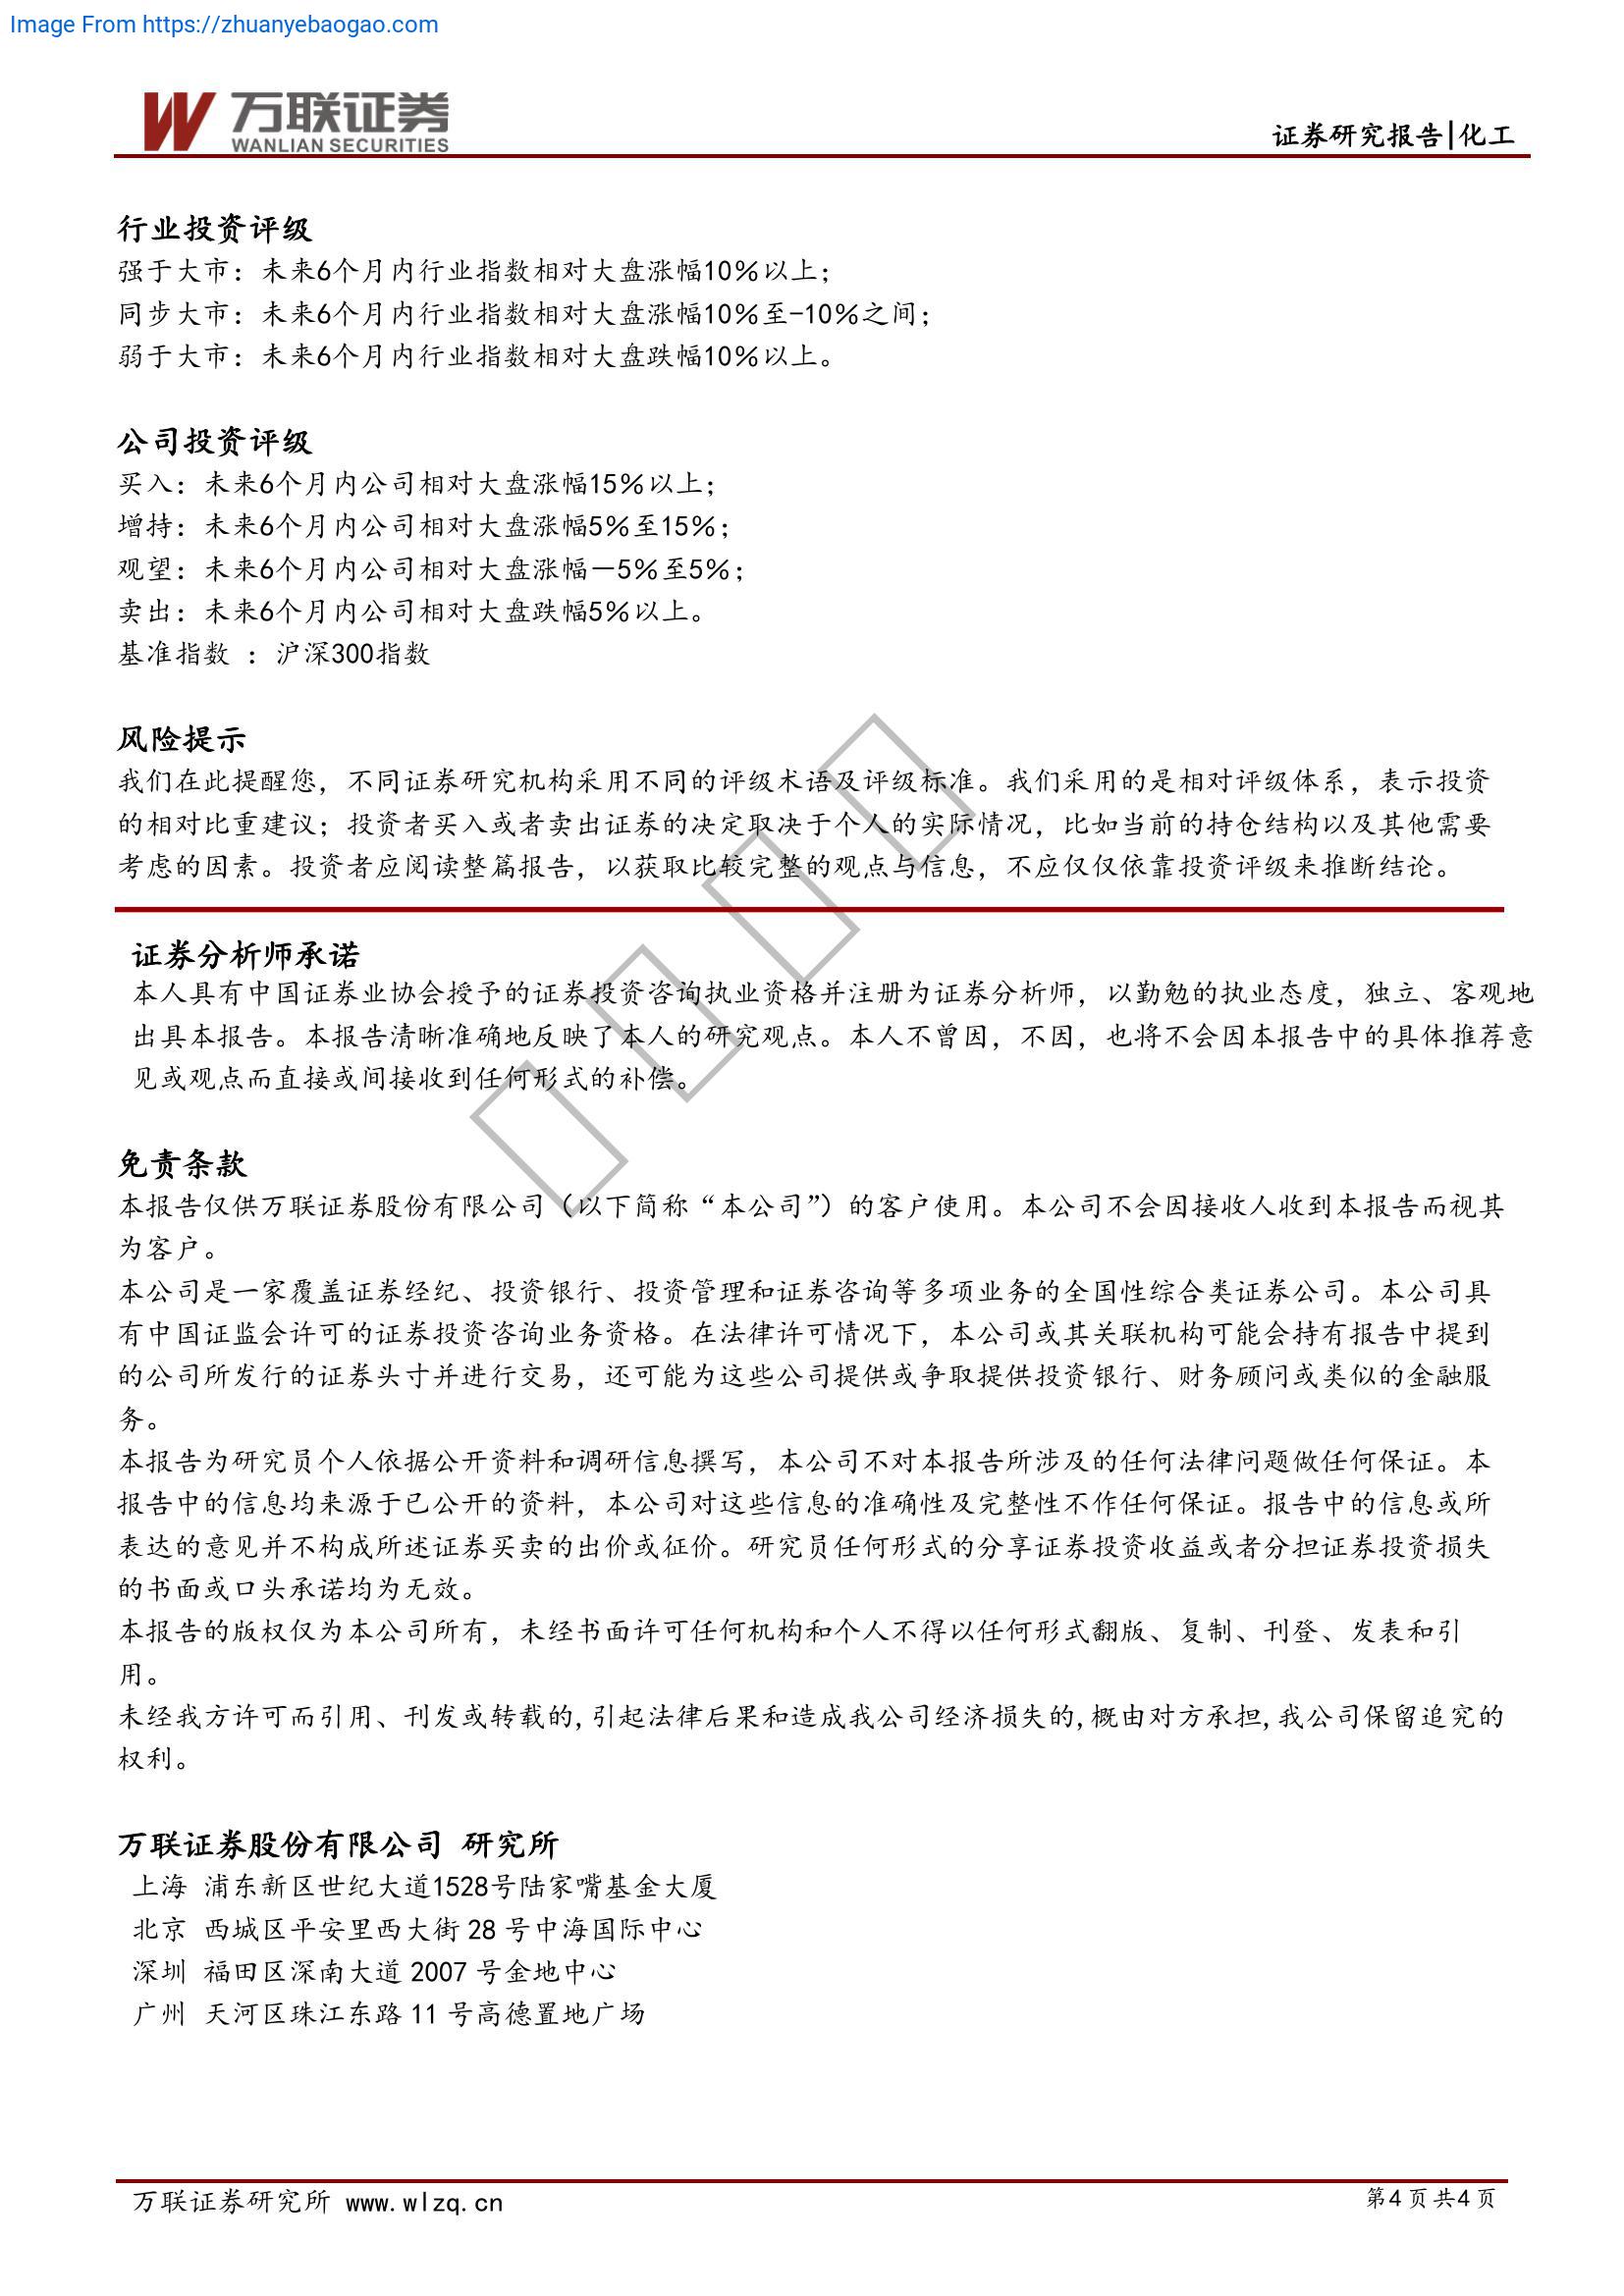 Image From https://zhuanyebaogao.com
万联证券
WANLIAN SECURITIES
证券研究报告|化工
行业投资评级
强于大市：未来6个月内行业指数相对大盘涨幅10％以上；
同步大市：未来6个月内行业指数相对大盘涨幅10％至-10％之间；
弱于大市：未来6个月内行业指数相对大盘跌幅10％以上。
公司投资评级
买入：未来6个月内公司相对大盘涨幅15％以上；
增持：未来6个月内公司相对大盘涨幅5％至15％；
观望：未来6个月内公司相对大盘涨幅－5％至5％；
卖出：未来6个月内公司相对大盘跌幅5％以上。
基准指数 ：沪深300指数
风险提示
我们在此提醒您，不同证券研究机构采用不同的评级术语及评级标准。我们采用的是相对评级体系，表示投资
的相对比重建议；投资者买入或者卖出证券的决定取决于个人的实际情况，比如当前的持仓结构以及其他需要
考虑的因素。投资者应阅读整篇报告，以获取比较完整的观点与信息，不应仅仅依靠投资评级来推断结论。
证券分析师承诺
本人具有中国证券业协会授予的证券投资咨询执业资格并注册为证券分析师，以勤勉的执业态度，独立、客观地
出具本报告。本报告清晰准确地反映了本人的研究观点。本人不曾因，不因，也将不会因本报告中的具体推荐意
见或观点而直接或间接收到任何形式的补偿。
免责条款
本报告仅供万联证券股份有限公司（以下简称“本公司”）的客户使用。本公司不会因接收人收到本报告而视其
为客户。
本公司是一家覆盖证券经纪、投资银行、投资管理和证券咨询等多项业务的全国性综合类证券公司。本公司具
有中国证监会许可的证券投资咨询业务资格。在法律许可情况下，本公司或其关联机构可能会持有报告中提到
的公司所发行的证券头寸并进行交易，还可能为这些公司提供或争取提供投资银行、财务顾问或类似的金融服
务。
本报告为研究员个人依据公开资料和调研信息撰写，本公司不对本报告所涉及的任何法律问题做任何保证。本
报告中的信息均来源于已公开的资料，本公司对这些信息的准确性及完整性不作任何保证。报告中的信息或所
表达的意见并不构成所述证券买卖的出价或征价。研究员任何形式的分享证券投资收益或者分担证券投资损失
的书面或口头承诺均为无效。
本报告的版权仅为本公司所有，未经书面许可任何机构和个人不得以任何形式翻版、复制、刊登、发表和引
用。
未经我方许可而引用、刊发或转载的,引起法律后果和造成我公司经济损失的,概由对方承担,我公司保留追究的
权利。
万联证券股份有限公司 研究所
上海 浦东新区世纪大道1528号陆家嘴基金大厦
北京 西城区平安里西大街 28 号中海国际中心
深圳 福田区深南大道 2007 号金地中心
广州 天河区珠江东路 11 号高德置地广场
万联证券研究所 www.wlzq.cn
第4页共4页